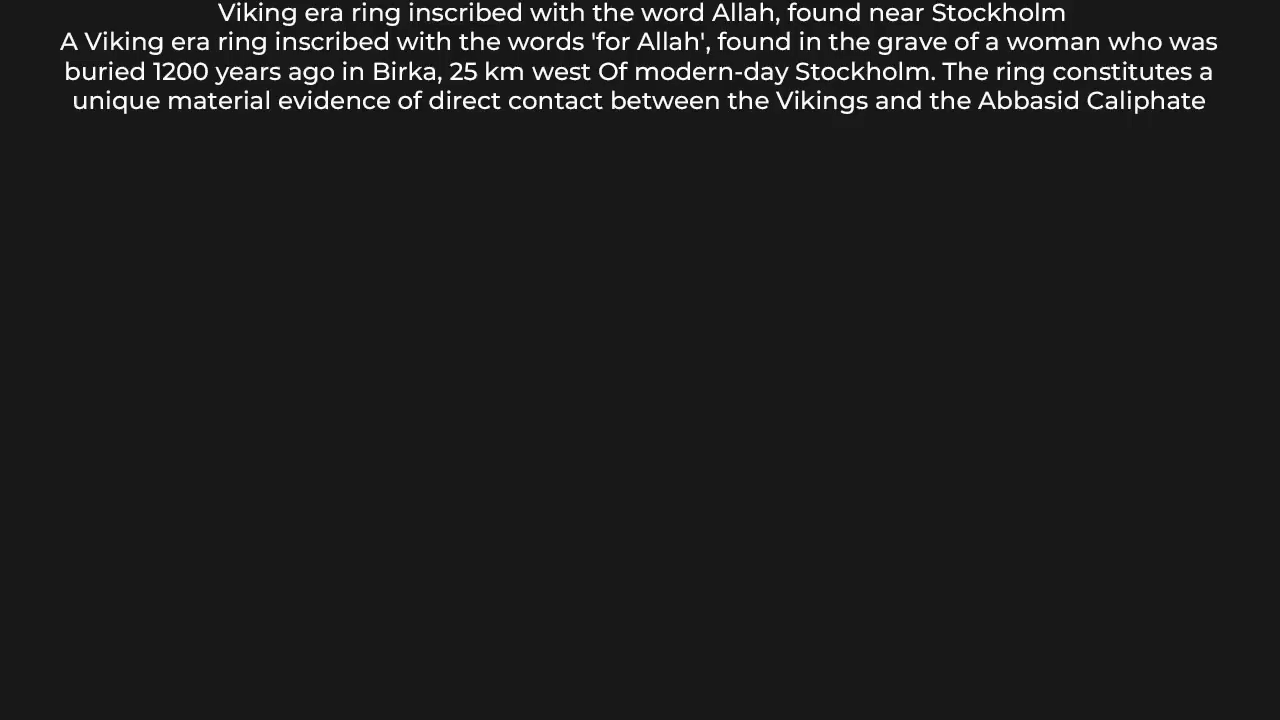 Viking era ring inscribed with the word Allah, found near Stockholm
A Viking era ring inscribed with the words 'for Allah', found in the grave of a woman who was
buried 1200 years ago in Birka, 25 km west Of modern-day Stockholm. The ring constitutes a
unique material evidence of direct contact between the Vikings and the Abbasid Caliphate